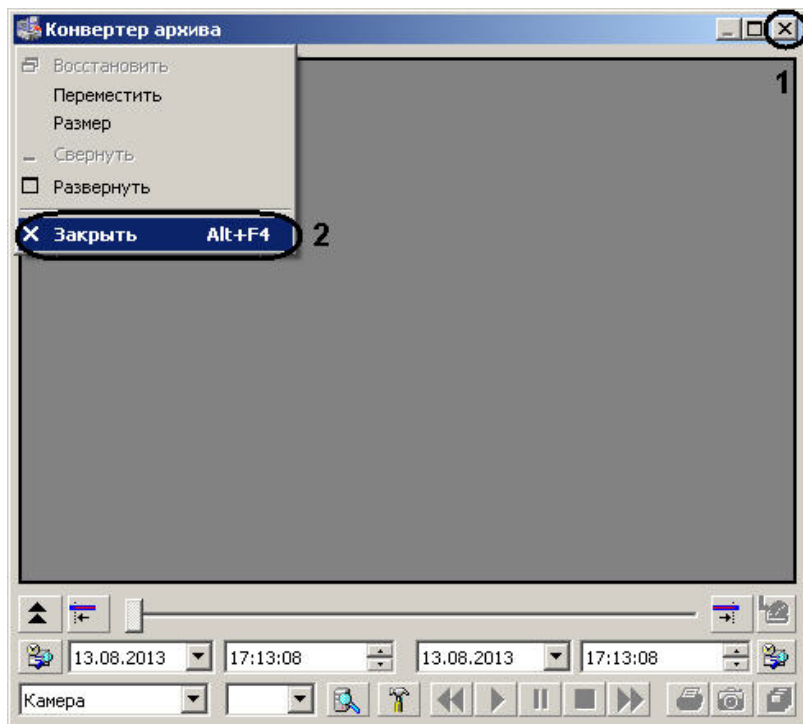 Конвертер архива
1
Восстановить
Переместить
Размер
Свернуть
Развернуть
Закрыть Alt+F4 2
13.08.2013 17:13:08 13.08.2013 17:13:08
Камера